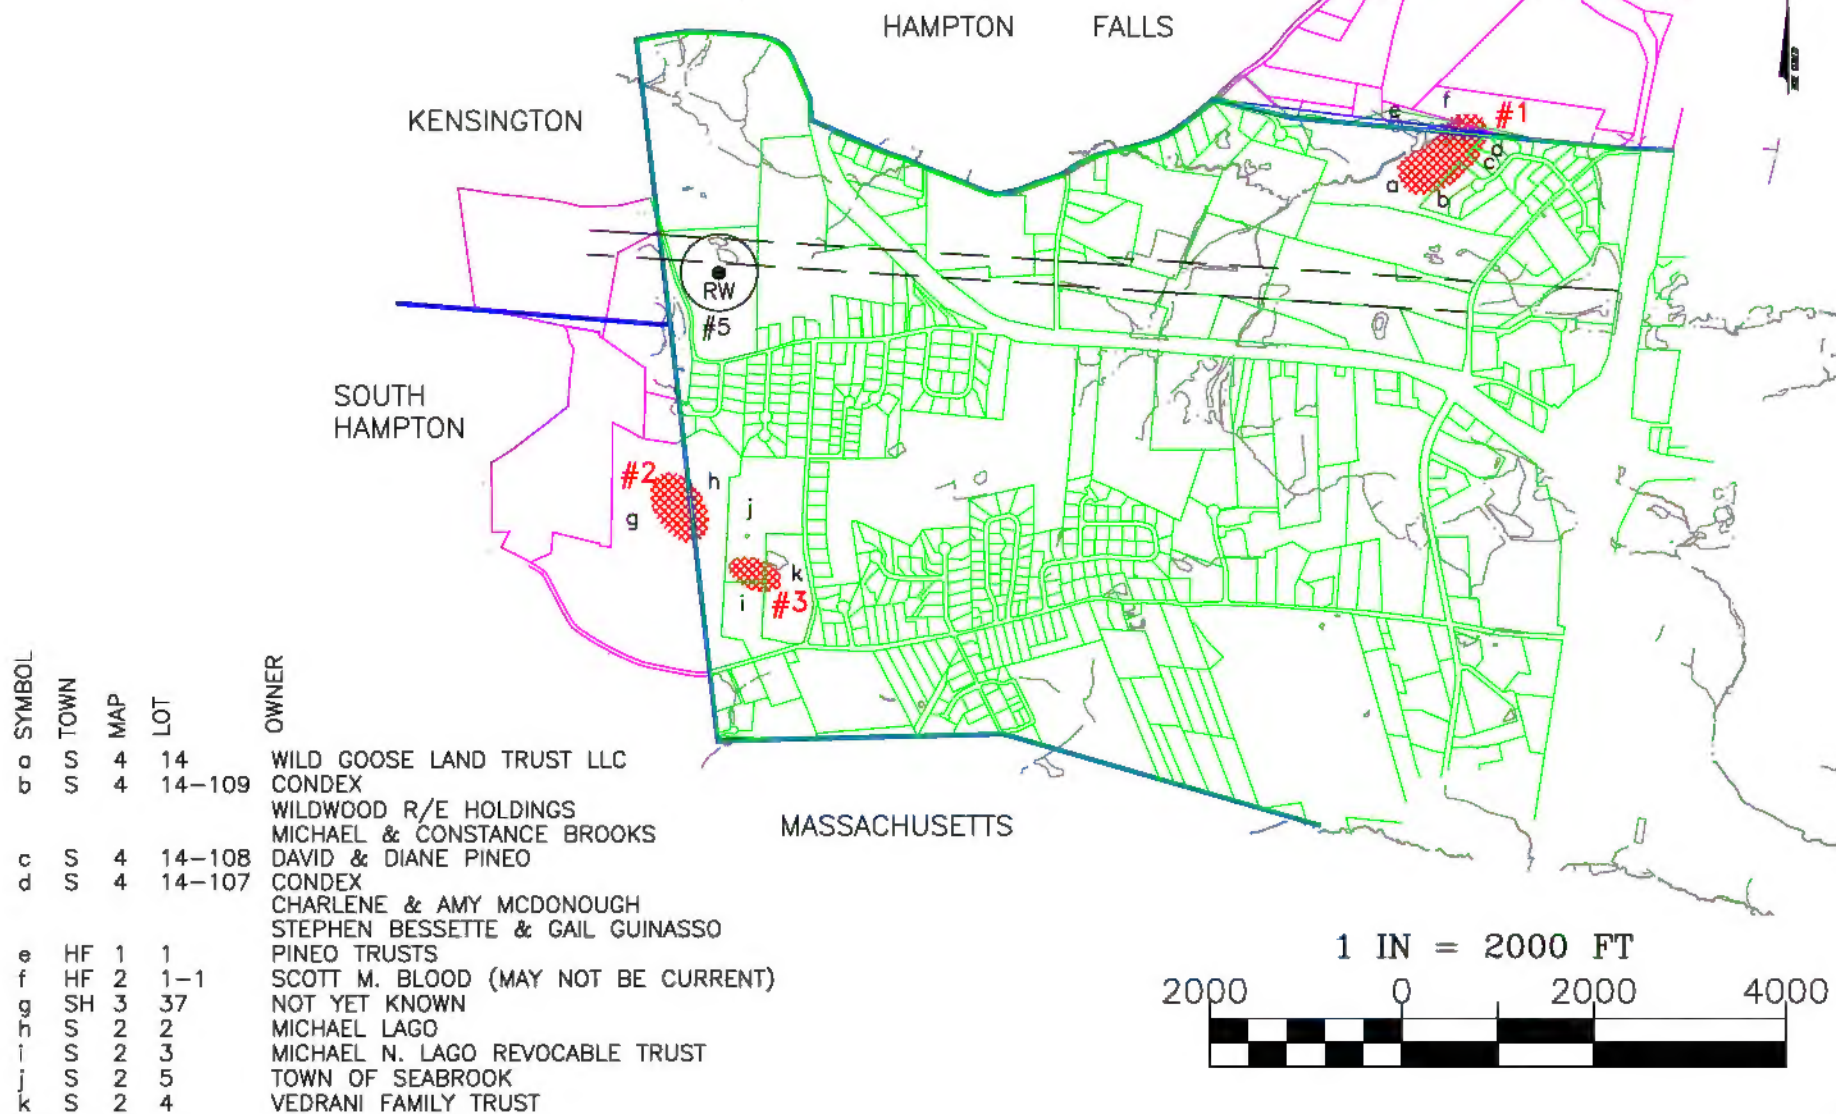 HAMPTON FALLS
KENSINGTON
e
f
#1
d
c
a
b
RW
#5
SOUTH
HAMPTON
#2
h
g
j
k
i
#3
MASSACHUSETTS
SYMBOL TOWN MAP LOT OWNER
a S 4 14 WILD GOOSE LAND TRUST LLC
b S 4 14-109 CONDEX
WILDWOOD R/E HOLDINGS
MICHAEL & CONSTANCE BROOKS
c S 4 14-108 DAVID & DIANE PINEO
d S 4 14-107 CONDEX
CHARLENE & AMY MCDONOUGH
STEPHEN BESSETTE & GAIL GUINASSO
e HF 1 1 PINEO TRUSTS
f HF 2 1-1 SCOTT M. BLOOD (MAY NOT BE CURRENT)
g SH 3 37 NOT YET KNOWN
h S 2 2 MICHAEL LAGO
i S 2 3 MICHAEL N. LAGO REVOCABLE TRUST
j S 2 5 TOWN OF SEABROOK
k S 2 4 VEDRANI FAMILY TRUST
1 IN = 2000 FT
2000 0 2000 4000